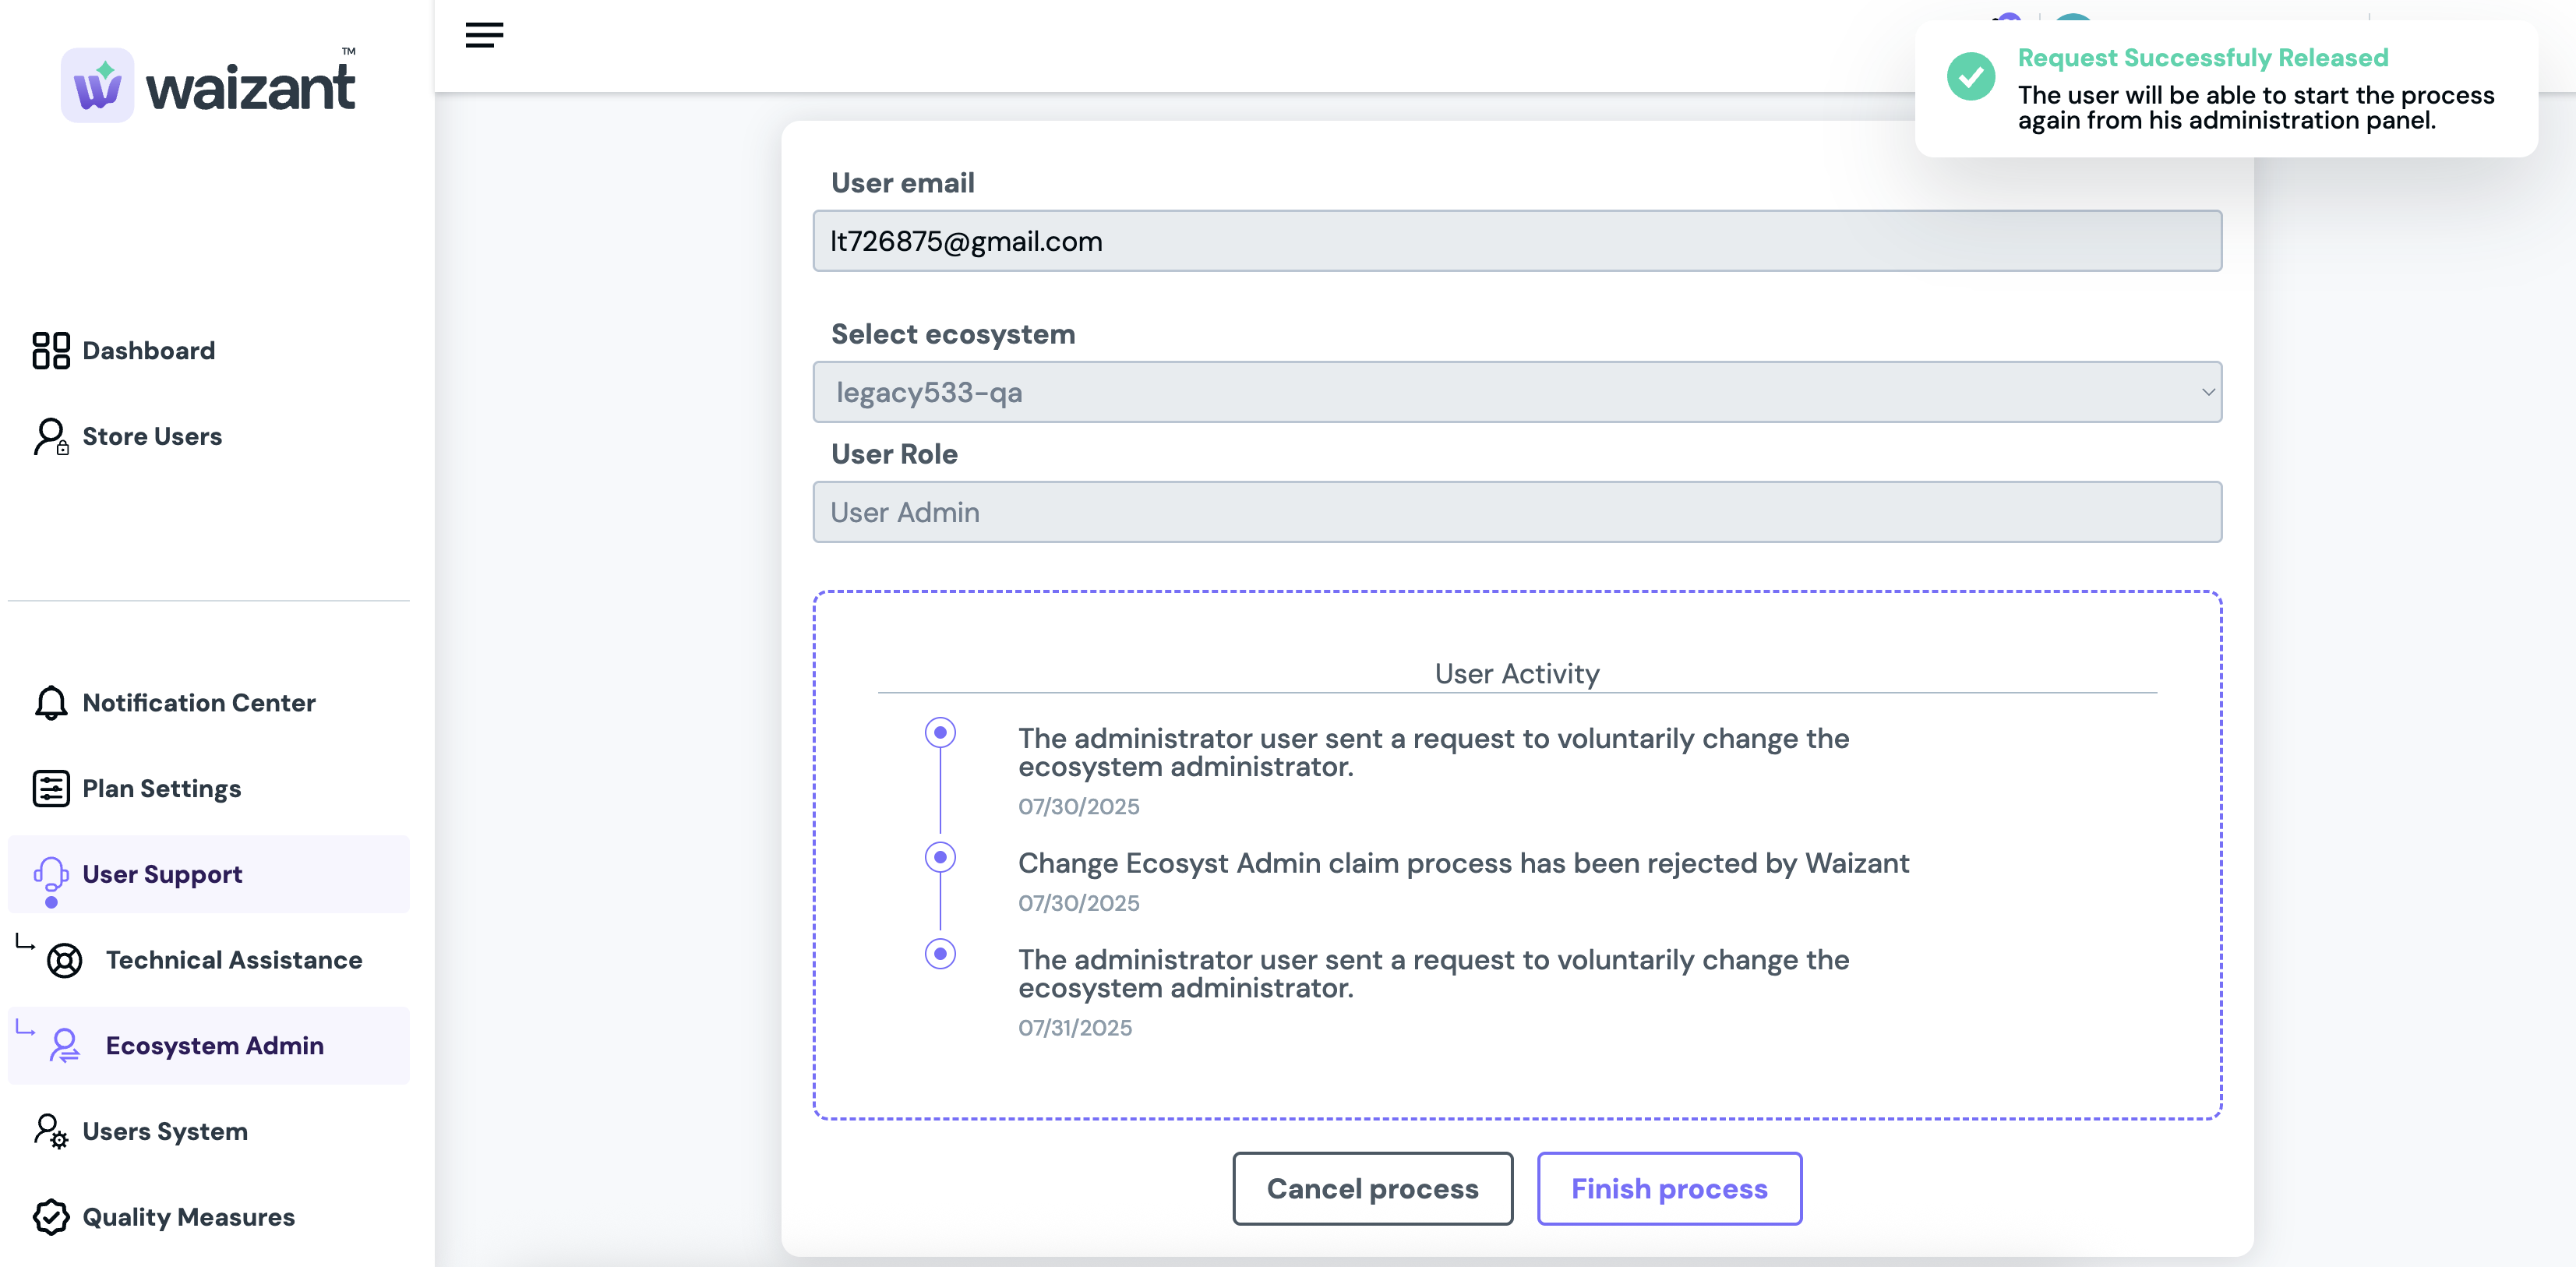 waizant™
Dashboard
Store Users
Notification Center
Plan Settings
User Support
Technical Assistance
Ecosystem Admin
Users System
Quality Measures
Request Successfuly Released
The user will be able to start the process
again from his administration panel.
User email
lt726875@gmail.com
Select ecosystem
legacy533-qa
User Role
User Admin
User Activity
The administrator user sent a request to voluntarily change the
ecosystem administrator.
07/30/2025
Change Ecosyst Admin claim process has been rejected by Waizant
07/30/2025
The administrator user sent a request to voluntarily change the
ecosystem administrator.
07/31/2025
Cancel process
Finish process